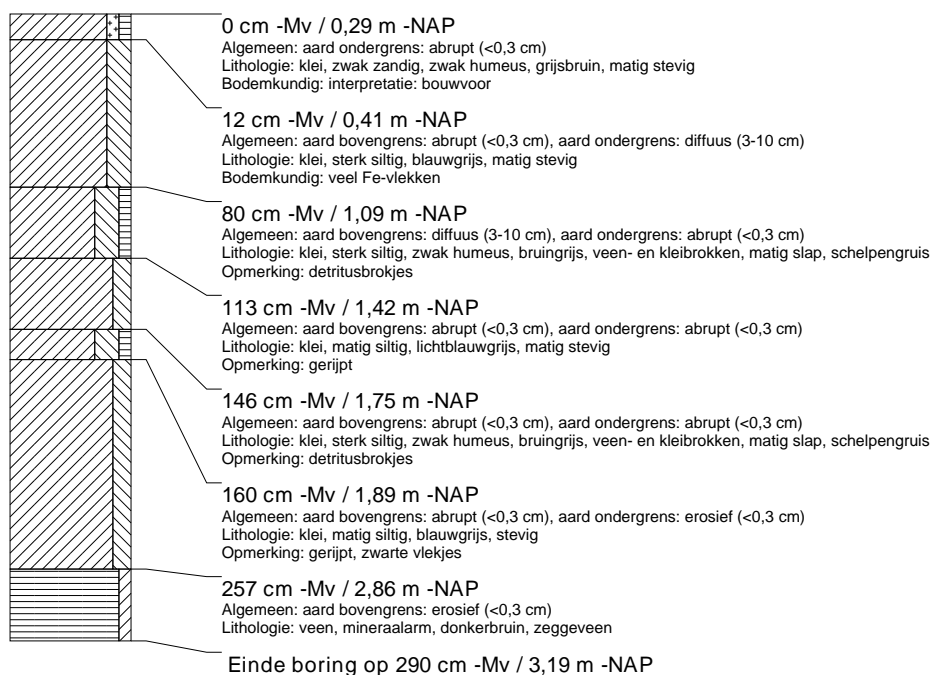 0 cm -Mv / 0,29 m -NAP
Algemeen: aard ondergrens: abrupt (<0,3 cm)
Lithologie: klei, zwak zandig, zwak humeus, grijsbruin, matig stevig
Bodemkundig: interpretatie: bouwvoor
12 cm -Mv / 0,41 m -NAP
Algemeen: aard bovengrens: abrupt (<0,3 cm), aard ondergrens: diffuus (3-10 cm)
Lithologie: klei, sterk siltig, blauwgrijs, matig stevig
Bodemkundig: veel Fe-vlekken
80 cm -Mv / 1,09 m -NAP
Algemeen: aard bovengrens: diffuus (3-10 cm), aard ondergrens: abrupt (<0,3 cm)
Lithologie: klei, sterk siltig, zwak humeus, bruingrijs, veen- en kleibrokken, matig slap, schelpengruis
Opmerking: detritusbrokjes
113 cm -Mv / 1,42 m -NAP
Algemeen: aard bovengrens: abrupt (<0,3 cm), aard ondergrens: abrupt (<0,3 cm)
Lithologie: klei, matig siltig, lichtblauwgrijs, matig stevig
Opmerking: gerijpt
146 cm -Mv / 1,75 m -NAP
Algemeen: aard bovengrens: abrupt (<0,3 cm), aard ondergrens: abrupt (<0,3 cm)
Lithologie: klei, sterk siltig, zwak humeus, bruingrijs, veen- en kleibrokken, matig slap, schelpengruis
Opmerking: detritusbrokjes
160 cm -Mv / 1,89 m -NAP
Algemeen: aard bovengrens: abrupt (<0,3 cm), aard ondergrens: erosief (<0,3 cm)
Lithologie: klei, matig siltig, blauwgrijs, stevig
Opmerking: gerijpt, zwarte vlekjes
257 cm -Mv / 2,86 m -NAP
Algemeen: aard bovengrens: erosief (<0,3 cm)
Lithologie: veen, mineraalarm, donkerbruin, zeggeveen
Einde boring op 290 cm -Mv / 3,19 m -NAP